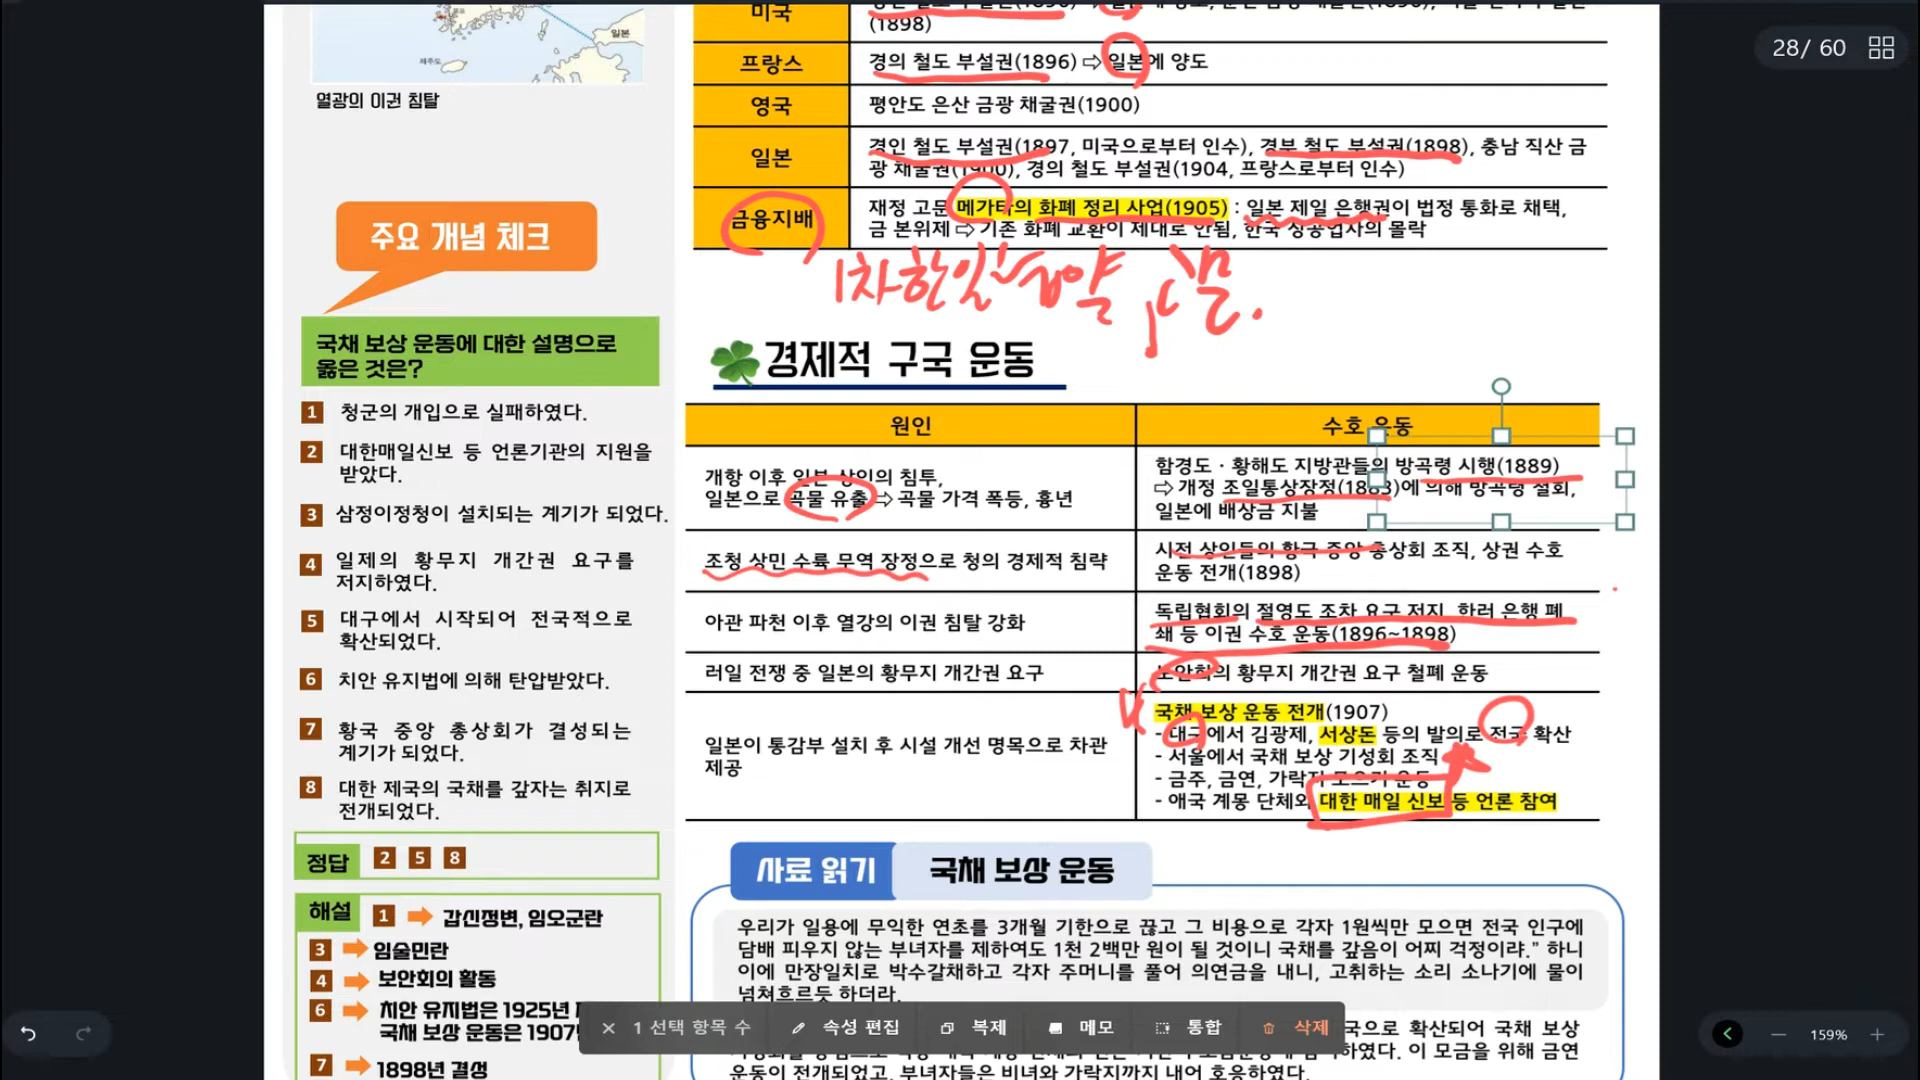 28/ 60
일본
제주도
열광의 이권 침탈
주요 개념 체크
국채 보상 운동에 대한 설명으로
옳은 것은?
1 청군의 개입으로 실패하였다.
2 대한매일신보 등 언론기관의 지원을
받았다.
3 삼정이정청이 설치되는 계기가 되었다.
4 일제의 황무지 개간권 요구를
저지하였다.
5 대구에서 시작되어 전국적으로
확산되었다.
6 치안 유지법에 의해 탄압받았다.
7 황국 중앙 총상회가 결성되는
계기가 되었다.
8 대한 제국의 국채를 갚자는 취지로
전개되었다.
정답 2 5 8
해설 1 갑신정변, 임오군란
3 임술민란
4 보안회의 활동
6 치안 유지법은 1925년
국채 보상 운동은 1907
7 1898년 결성
미국
(1898)
프랑스
경의 철도 부설권(1896) ⇨ 일본에 양도
영국
평안도 은산 금광 채굴권(1900)
일본
경인 철도 부설권(1897, 미국으로부터 인수), 경부 철도 부설권(1898), 충남 직산 금
광 채굴권(1900), 경의 철도 부설권(1904, 프랑스로부터 인수)
금융지배
재정 고문 메가타의 화폐 정리 사업(1905) : 일본 제일 은행권이 법정 통화로 채택,
금 본위제 ⇨ 기존 화폐 교환이 제대로 안됨, 한국 상공업자의 몰락
1차한일협약
경제적 구국 운동
원인
수호 운동
개항 이후 일본 상인의 침투,
일본으로 곡물 유출 ⇨ 곡물 가격 폭등, 흉년
함경도 · 황해도 지방관들의 방곡령 시행(1889)
⇨ 개정 조일통상장정(1883)에 의해 방곡령 철회,
일본에 배상금 지불
조청 상민 수륙 무역 장정으로 청의 경제적 침략
시전 상인들의 황국 중앙 총상회 조직, 상권 수호
운동 전개(1898)
아관 파천 이후 열강의 이권 침탈 강화
독립협회의 절영도 조차 요구 저지, 한러 은행 폐
쇄 등 이권 수호 운동(1896~1898)
러일 전쟁 중 일본의 황무지 개간권 요구
보안회의 황무지 개간권 요구 철폐 운동
일본이 통감부 설치 후 시설 개선 명목으로 차관
제공
국채 보상 운동 전개(1907)
- 대구에서 김광제, 서상돈 등의 발의로 전국 확산
- 서울에서 국채 보상 기성회 조직
- 금주, 금연, 가락지 모으기 운동
- 애국 계몽 단체와 대한 매일 신보 등 언론 참여
사료 읽기 국채 보상 운동
우리가 일용에 무익한 연초를 3개월 기한으로 끊고 그 비용으로 각자 1원씩만 모으면 전국 인구에
담배 피우지 않는 부녀자를 제하여도 1천 2백만 원이 될 것이니 국채를 갚음이 어찌 걱정이랴.” 하니
이에 만장일치로 박수갈채하고 각자 주머니를 풀어 의연금을 내니, 고취하는 소리 소나기에 물이
넘쳐흐르듯 하더라.
국으로 확산되어 국채 보상
하였다. 이 모금을 위해 금연
운동이 전개되었고, 부녀자들은 비녀와 가락지까지 내어 호응하였다.
1 선택 항목 수 속성 편집 복제 메모 통합 삭제
159%